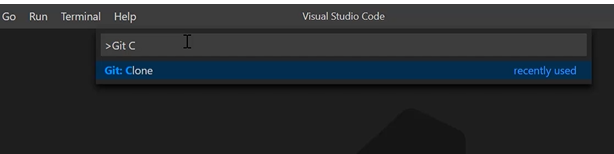 Go Run Terminal Help Visual Studio Code
>Git C
Git: Clone recently used